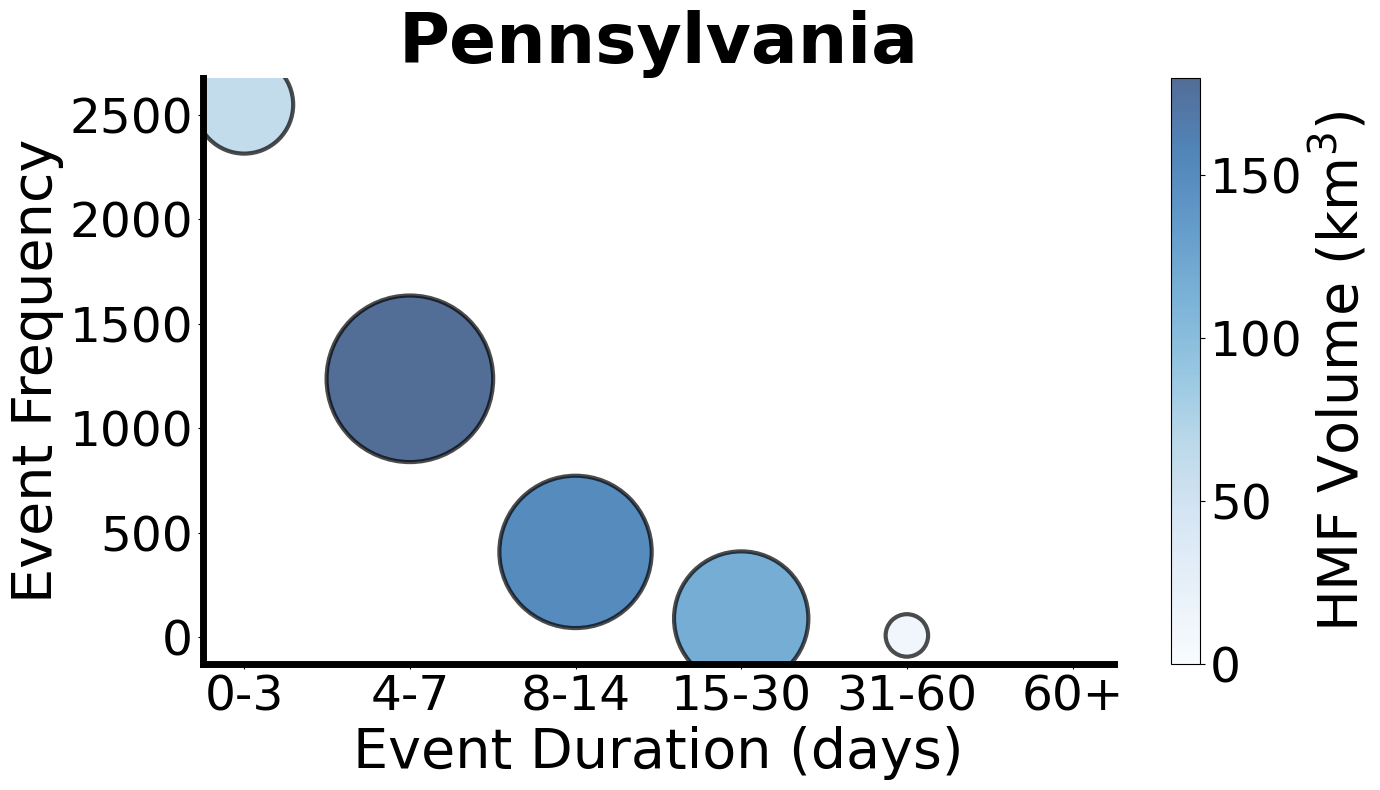 Pennsylvania
Event Frequency
2500
2000
1500
1000
500
0
0-3 4-7 8-14 15-30 31-60 60+
Event Duration (days)
150
100
50
0
HMF Volume (km³)